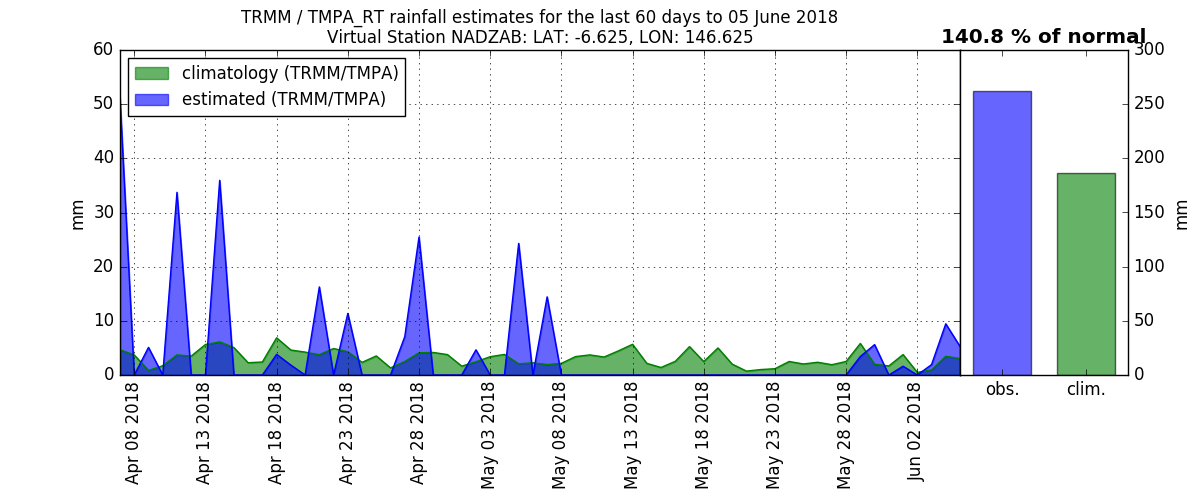 TRMM / TMPA_RT rainfall estimates for the last 60 days to 05 June 2018
Virtual Station NADZAB: LAT: -6.625, LON: 146.625
140.8 % of normal
climatology (TRMM/TMPA)
estimated (TRMM/TMPA)
60
50
40
30
20
10
0
mm
300
250
200
150
100
50
0
mm
Apr 08 2018
Apr 13 2018
Apr 18 2018
Apr 23 2018
Apr 28 2018
May 03 2018
May 08 2018
May 13 2018
May 18 2018
May 23 2018
May 28 2018
Jun 02 2018
obs.
clim.